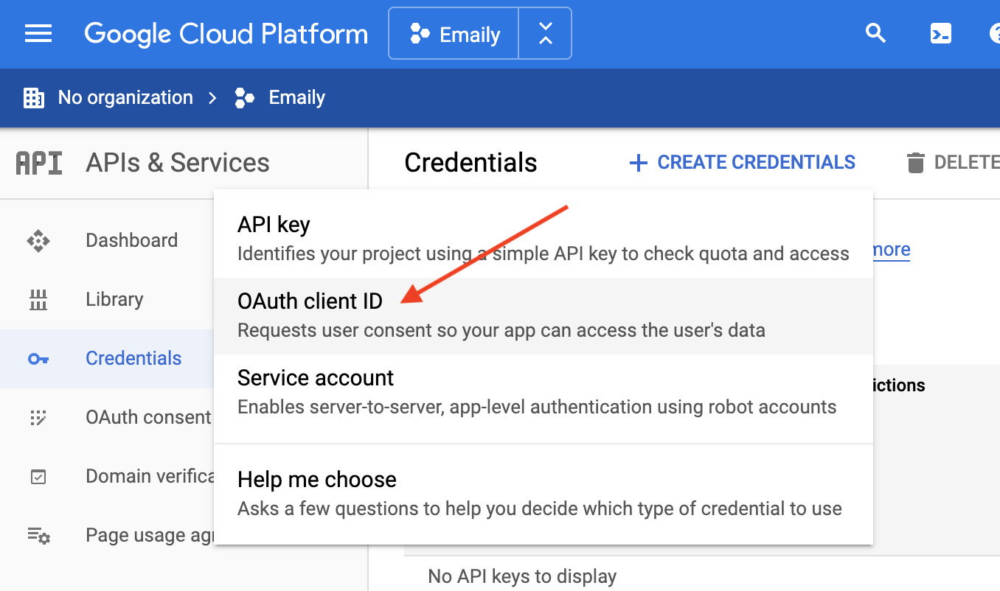 Google Cloud Platform Emaily
No organization Emaily
API APIs & Services
Credentials + CREATE CREDENTIALS DELETE
API key
Identifies your project using a simple API key to check quota and access
OAuth client ID
Requests user consent so your app can access the user's data
Service account
Enables server-to-server, app-level authentication using robot accounts
Help me choose
Asks a few questions to help you decide which type of credential to use
Dashboard
Library
Credentials
OAuth consent
Domain verifica
Page usage agr
more
ictions
No API keys to display